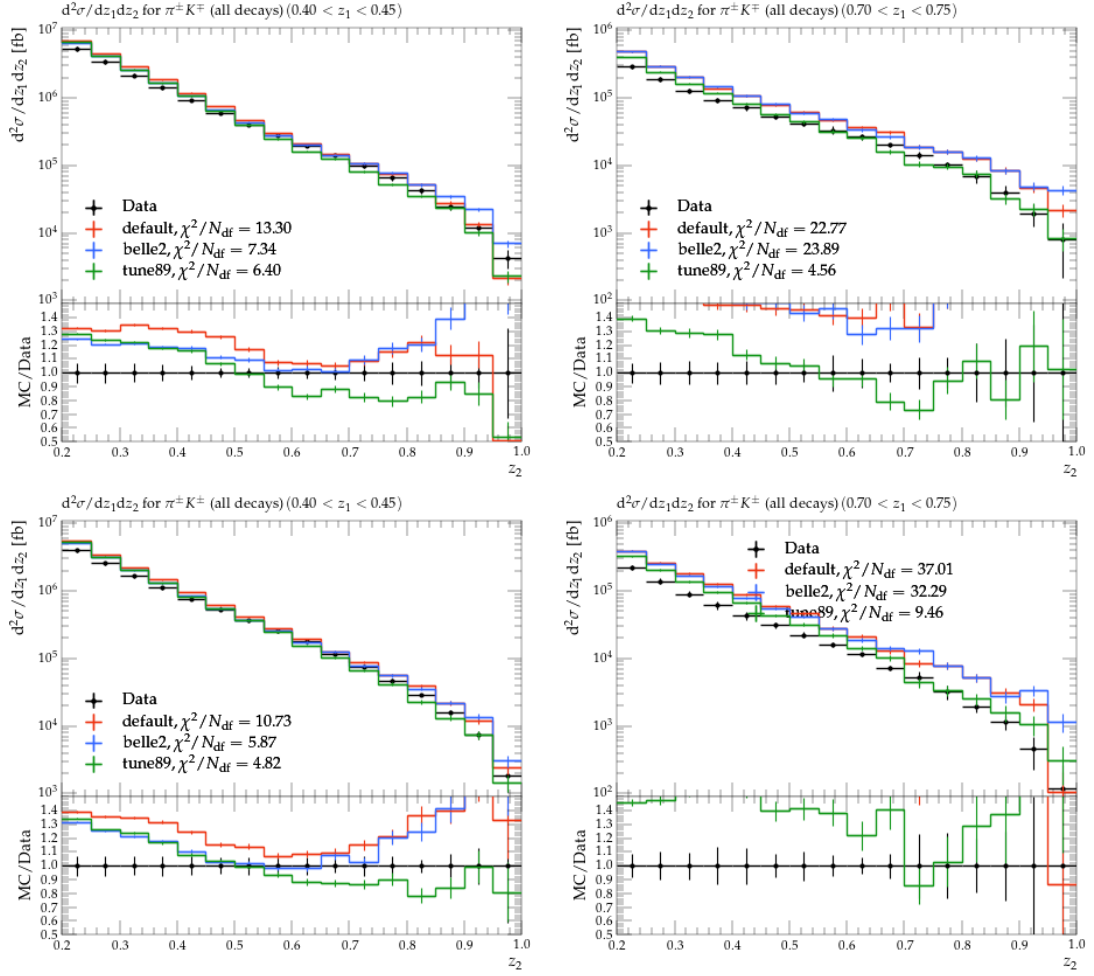 d²σ/dz₁dz₂ for π±K∓ (all decays) (0.40 < z₁ < 0.45)
d²σ/dz₁dz₂ [fb]
10⁷
10⁶
10⁵
10⁴
10³
Data
default, χ²/N_df = 13.30
belle2, χ²/N_df = 7.34
tune89, χ²/N_df = 6.40
MC/Data
1.4
1.3
1.2
1.1
1.0
0.9
0.8
0.7
0.6
0.5
0.2 0.3 0.4 0.5 0.6 0.7 0.8 0.9 1.0
z₂
d²σ/dz₁dz₂ for π±K∓ (all decays) (0.70 < z₁ < 0.75)
d²σ/dz₁dz₂ [fb]
10⁶
10⁵
10⁴
10³
10²
Data
default, χ²/N_df = 22.77
belle2, χ²/N_df = 23.89
tune89, χ²/N_df = 4.56
MC/Data
1.4
1.3
1.2
1.1
1.0
0.9
0.8
0.7
0.6
0.5
0.2 0.3 0.4 0.5 0.6 0.7 0.8 0.9 1.0
z₂
d²σ/dz₁dz₂ for π±K± (all decays) (0.40 < z₁ < 0.45)
d²σ/dz₁dz₂ [fb]
10⁷
10⁶
10⁵
10⁴
10³
Data
default, χ²/N_df = 10.73
belle2, χ²/N_df = 5.87
tune89, χ²/N_df = 4.82
MC/Data
1.4
1.3
1.2
1.1
1.0
0.9
0.8
0.7
0.6
0.5
0.2 0.3 0.4 0.5 0.6 0.7 0.8 0.9 1.0
z₂
d²σ/dz₁dz₂ for π±K± (all decays) (0.70 < z₁ < 0.75)
d²σ/dz₁dz₂ [fb]
10⁶
10⁵
10⁴
10³
10²
Data
default, χ²/N_df = 37.01
belle2, χ²/N_df = 32.29
tune89, χ²/N_df = 9.46
MC/Data
1.4
1.3
1.2
1.1
1.0
0.9
0.8
0.7
0.6
0.5
0.2 0.3 0.4 0.5 0.6 0.7 0.8 0.9 1.0
z₂